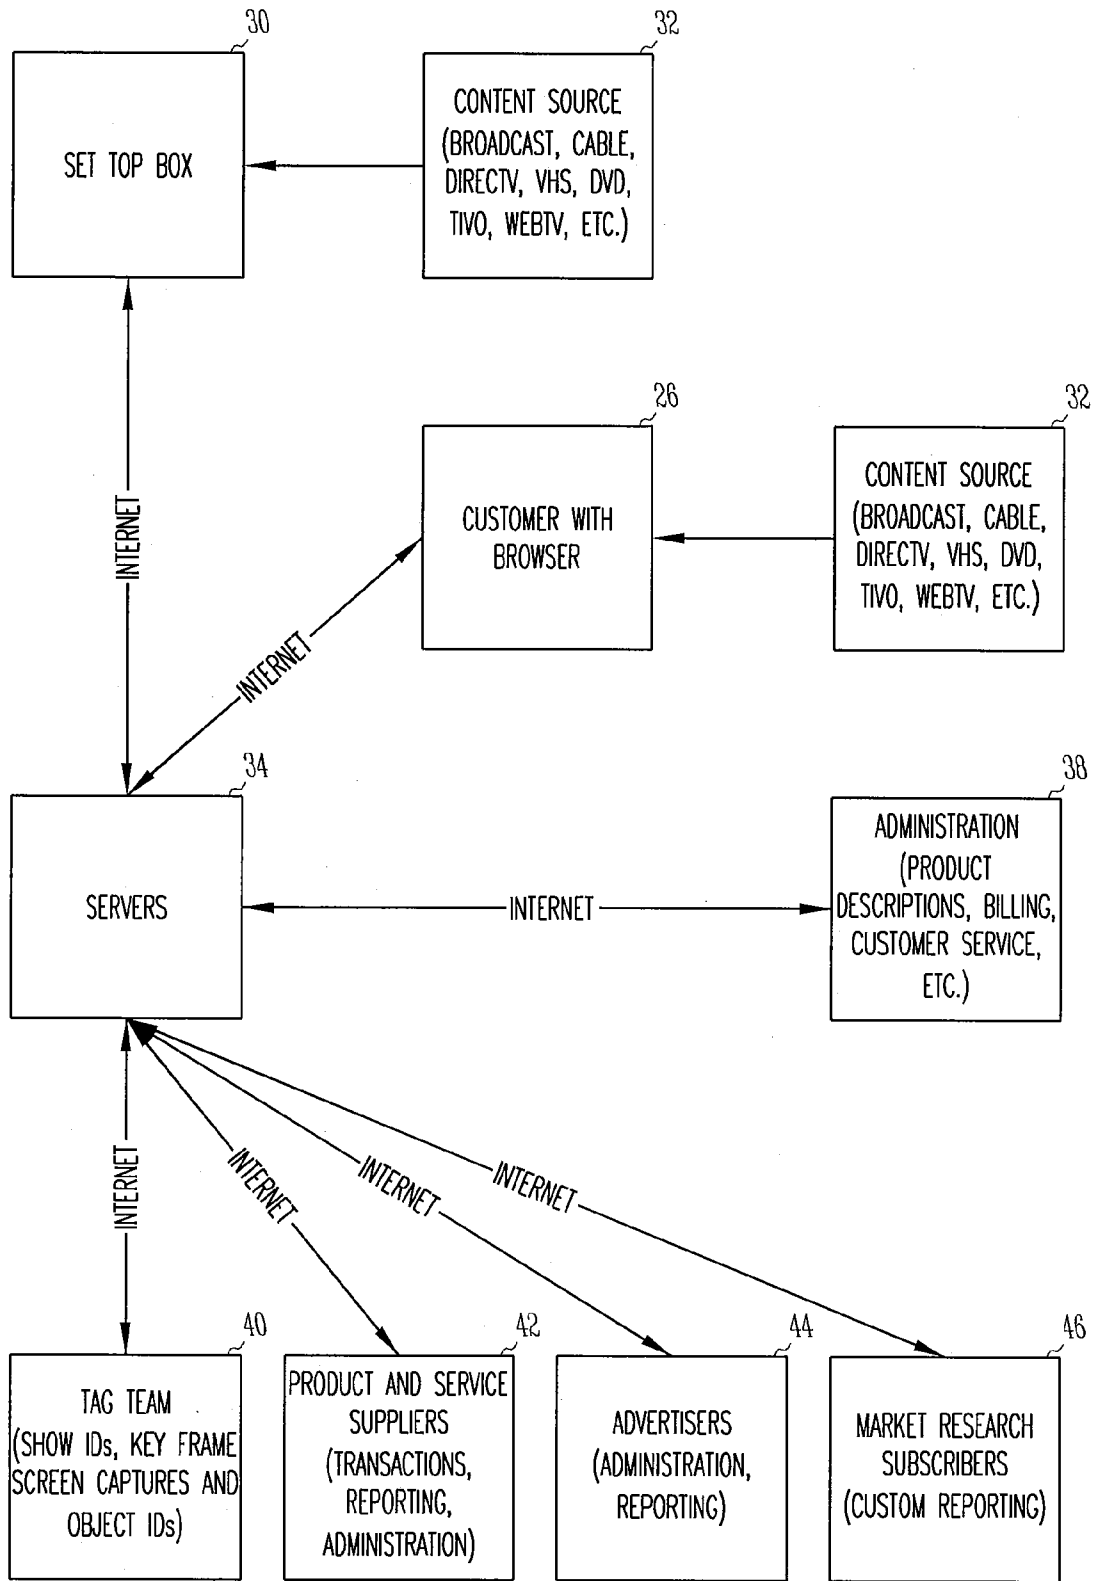 30
SET TOP BOX
32
CONTENT SOURCE
(BROADCAST, CABLE,
DIRECTV, VHS, DVD,
TIVO, WEBTV, ETC.)
INTERNET
26
CUSTOMER WITH
BROWSER
32
CONTENT SOURCE
(BROADCAST, CABLE,
DIRECTV, VHS, DVD,
TIVO, WEBTV, ETC.)
INTERNET
34
SERVERS
INTERNET
38
ADMINISTRATION
(PRODUCT
DESCRIPTIONS, BILLING,
CUSTOMER SERVICE,
ETC.)
INTERNET
INTERNET
INTERNET
INTERNET
40
TAG TEAM
(SHOW IDs, KEY FRAME
SCREEN CAPTURES AND
OBJECT IDs)
42
PRODUCT AND SERVICE
SUPPLIERS
(TRANSACTIONS,
REPORTING,
ADMINISTRATION)
44
ADVERTISERS
(ADMINISTRATION,
REPORTING)
46
MARKET RESEARCH
SUBSCRIBERS
(CUSTOM REPORTING)